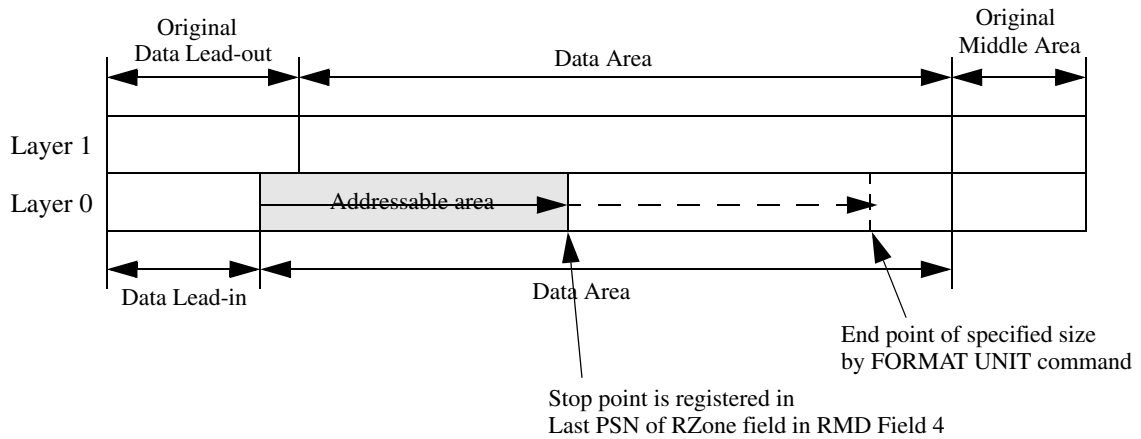 Original
Data Lead-out
Data Area
Original
Middle Area
Layer 1
Layer 0
Addressable area
Data Lead-in
Data Area
End point of specified size
by FORMAT UNIT command
Stop point is registered in
Last PSN of RZone field in RMD Field 4